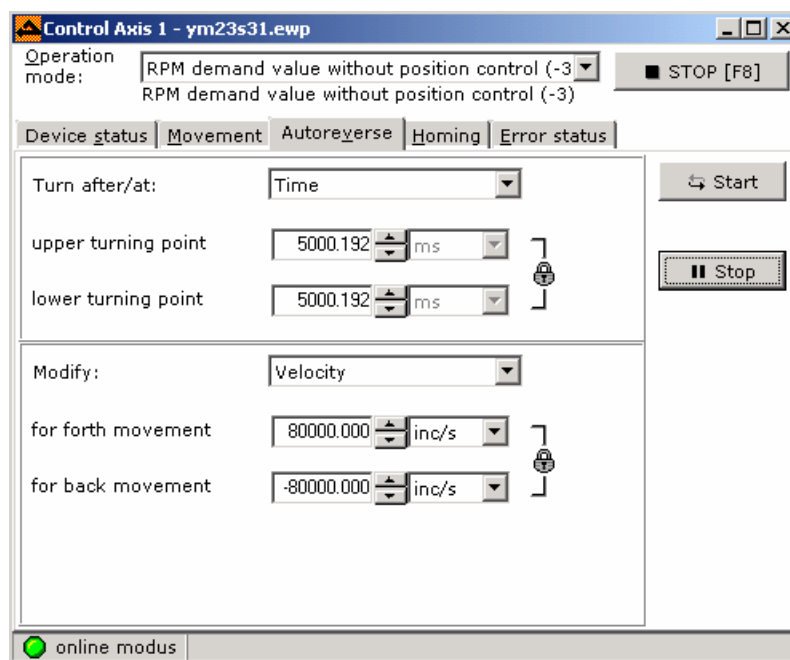 Control Axis 1 - ym23s31.ewp
Operation mode: RPM demand value without position control (-3 STOP [F8]
RPM demand value without position control (-3)
Device status Movement Autoreverse Homing Error status
Turn after/at: Time Start
upper turning point 5000.192 ms
Stop
lower turning point 5000.192 ms
Modify: Velocity
for forth movement 80000.000 inc/s
for back movement -80000.000 inc/s
online modus